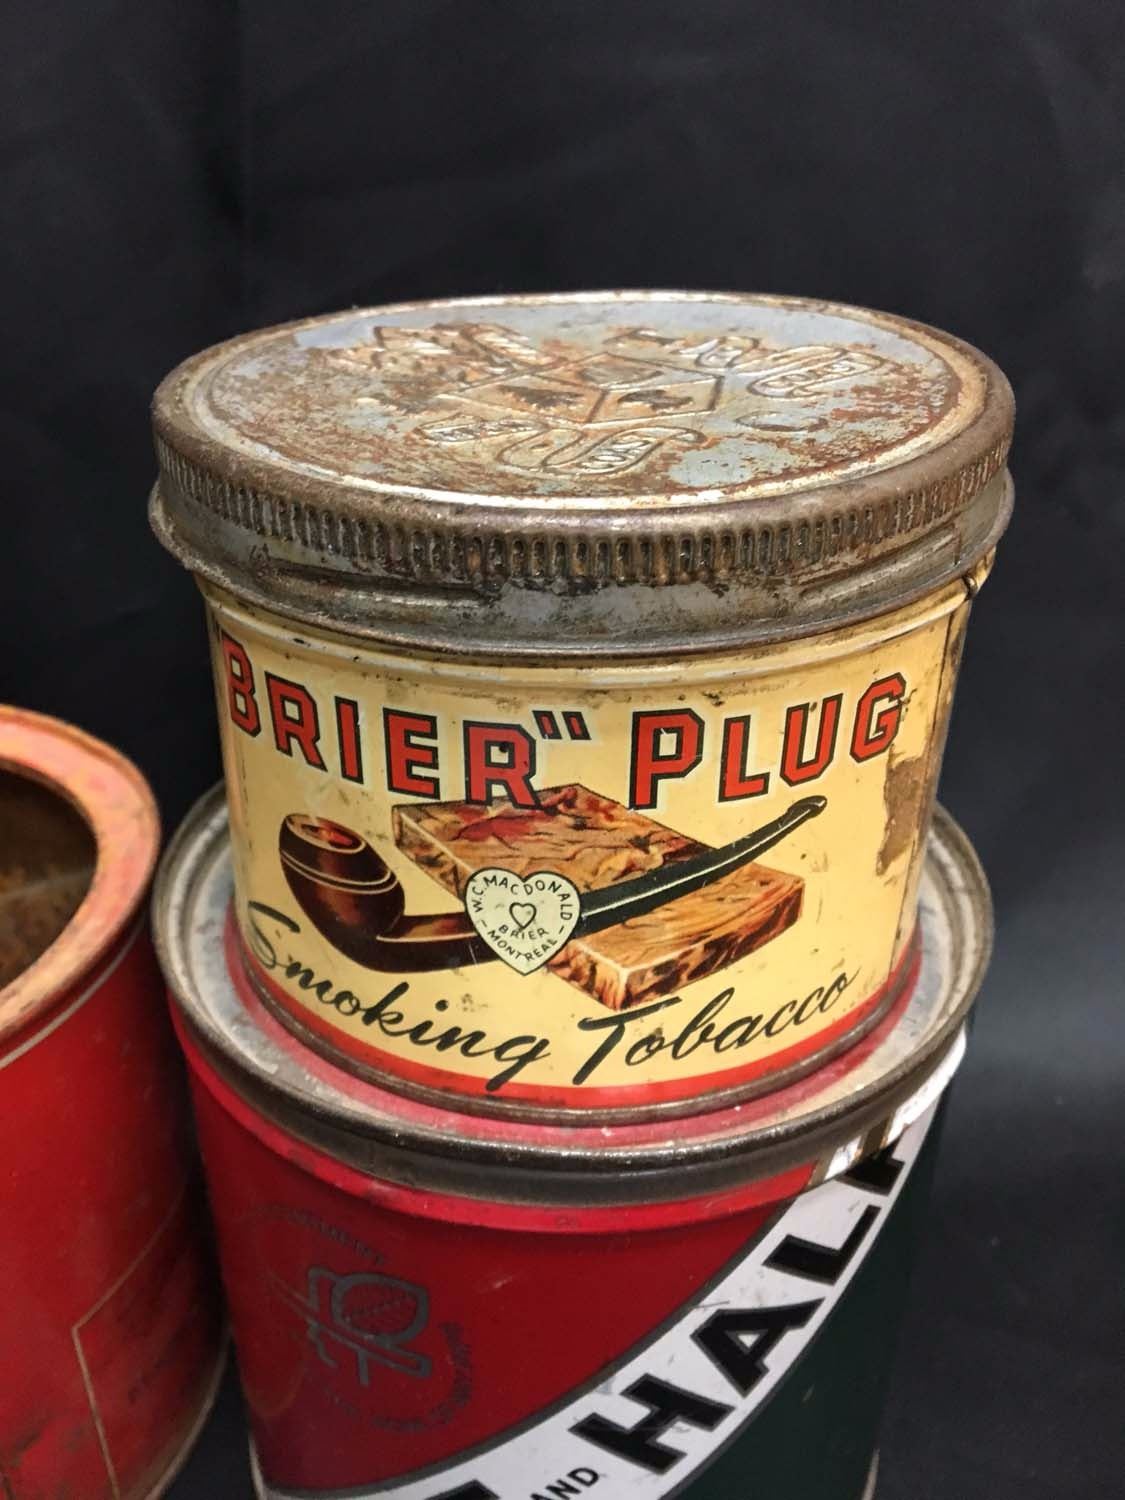 BRIER" PLUG
W.C. MACDONALD
BRIER
MONTREAL
Smoking Tobacco
AND HALF